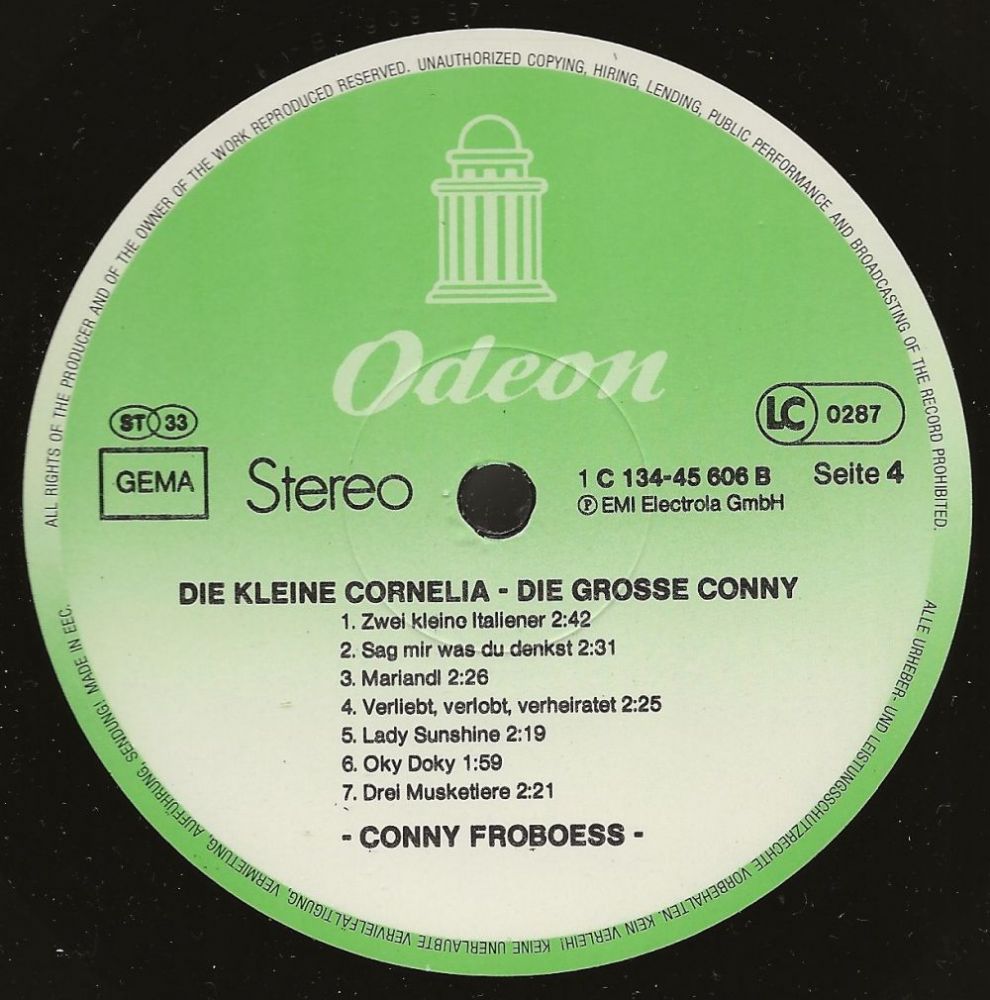 ALL RIGHTS OF THE PRODUCER AND OF THE OWNER OF THE WORK REPRODUCED RESERVED. UNAUTHORIZED COPYING, HIRING, LENDING, PUBLIC PERFORMANCE AND BROADCASTING OF THE RECORD PROHIBITED.
Odeon
ST 33
LC 0287
GEMA
Stereo
1 C 134-45 606 B
Seite 4
Ⓟ EMI Electrola GmbH
DIE KLEINE CORNELIA - DIE GROSSE CONNY
1. Zwei kleino Italiener 2:42
2. Sag mir was du denkst 2:31
3. Mariandl 2:26
4. Verliebt, verlobt, verheiratet 2:25
5. Lady Sunshine 2:19
6. Oky Doky 1:59
7. Drei Musketiere 2:21
- CONNY FROBOESS -
ALLE URHEBER- UND LEISTUNGSSCHUTZRECHTE VORBEHALTEN. KEIN VERLEIH! KEINE UNERLAUBTE VERVIELFÄLTIGUNG, VERMIETUNG, AUFFÜHRUNG, SENDUNG! MADE IN EEC.